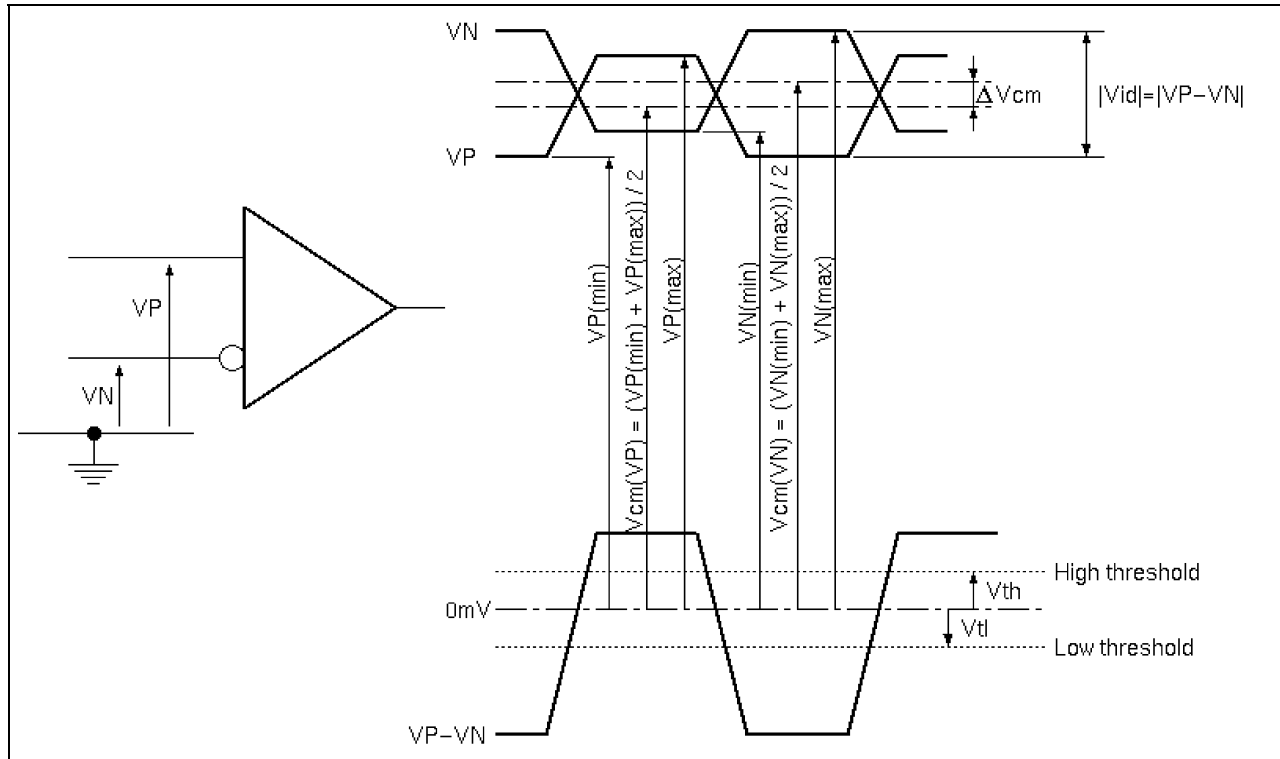 VN
VP
ΔVcm
|Vid|=|VP−VN|
VP
VN
VP(min)
Vcm(VP) = (VP(min) + VP(max)) / 2
VP(max)
VN(min)
Vcm(VN) = (VN(min) + VN(max)) / 2
VN(max)
High threshold
Vth
0mV
Vtl
Low threshold
VP−VN